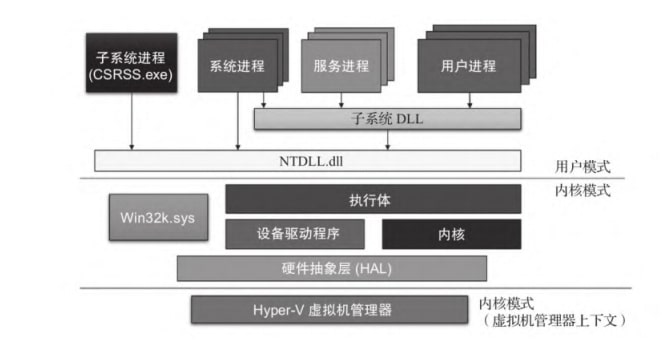 子系统进程
(CSRSS.exe)
系统进程
服务进程
用户进程
子系统 DLL
NTDLL.dll
用户模式
内核模式
执行体
Win32k.sys
设备驱动程序
内核
硬件抽象层 (HAL)
Hyper-V 虚拟机管理器
内核模式
（虚拟机管理器上下文）